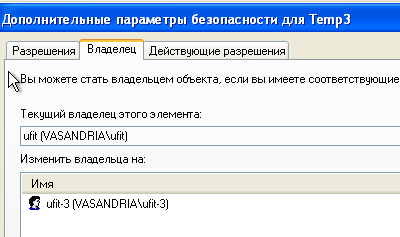 Дополнительные параметры безопасности для Temp3
Разрешения Владелец Действующие разрешения
Вы можете стать владельцем объекта, если вы имеете соответствующие
Текущий владелец этого элемента:
ufit (VASANDRIA\ufit)
Изменить владельца на:
Имя
ufit-3 (VASANDRIA\ufit-3)